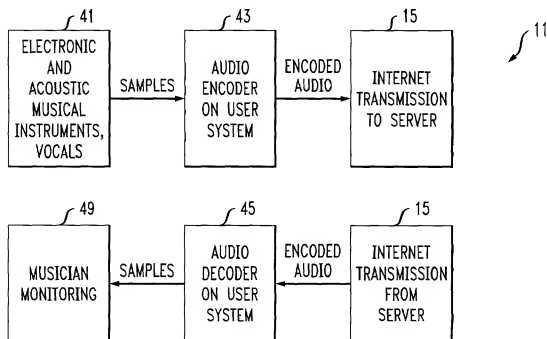 41
43
15
11
ELECTRONIC
AND
ACOUSTIC
MUSICAL
INSTRUMENTS,
VOCALS
SAMPLES
AUDIO
ENCODER
ON USER
SYSTEM
ENCODED
AUDIO
INTERNET
TRANSMISSION
TO SERVER
49
45
15
MUSICIAN
MONITORING
SAMPLES
AUDIO
DECODER
ON USER
SYSTEM
ENCODED
AUDIO
INTERNET
TRANSMISSION
FROM
SERVER